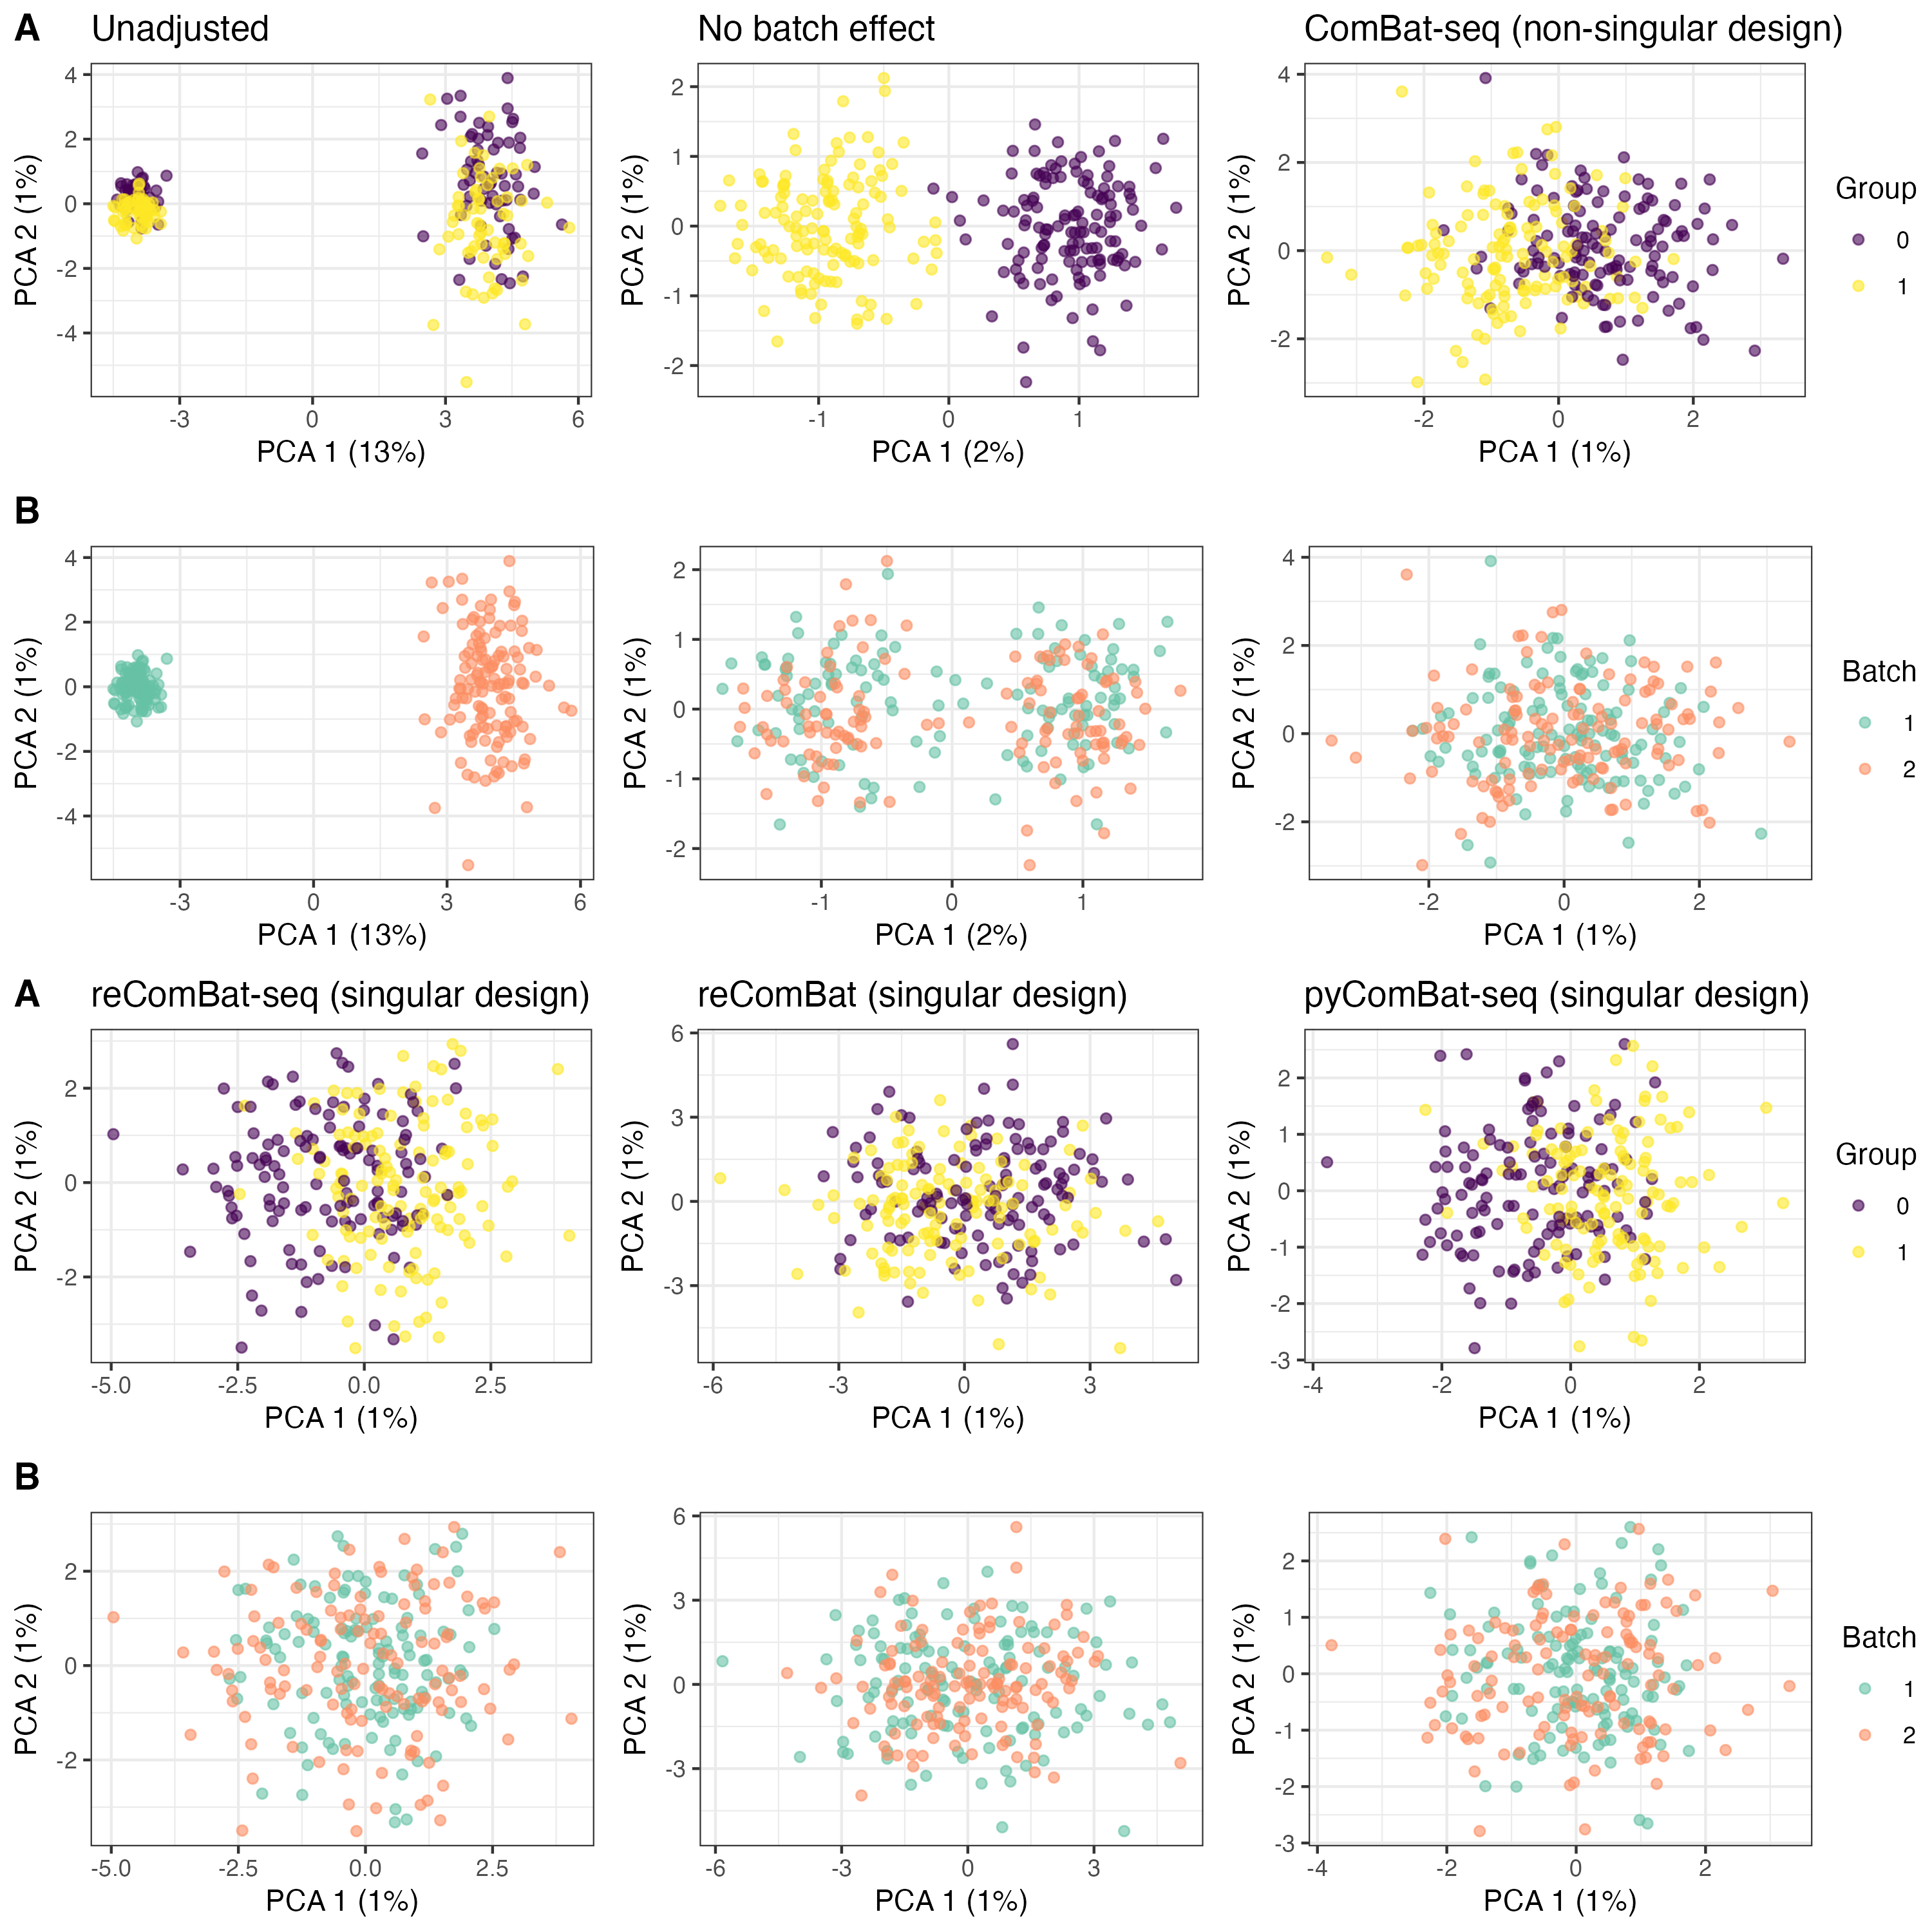 A Unadjusted No batch effect ComBat-seq (non-singular design)
4 2 0 -2 -4
PCA 2 (1%)
-3 0 3 6
PCA 1 (13%)
2 1 0 -1 -2
PCA 2 (1%)
-1 0 1
PCA 1 (2%)
4 2 0 -2
PCA 2 (1%)
-2 0 2
PCA 1 (1%)
Group
0
1
B
4 2 0 -2 -4
PCA 2 (1%)
-3 0 3 6
PCA 1 (13%)
2 1 0 -1 -2
PCA 2 (1%)
-1 0 1
PCA 1 (2%)
4 2 0 -2
PCA 2 (1%)
-2 0 2
PCA 1 (1%)
Batch
1
2
A reComBat-seq (singular design) reComBat (singular design) pyComBat-seq (singular design)
2 0 -2
PCA 2 (1%)
-5.0 -2.5 0.0 2.5
PCA 1 (1%)
6 3 0 -3
PCA 2 (1%)
-6 -3 0 3
PCA 1 (1%)
2 1 0 -1 -2 -3
PCA 2 (1%)
-4 -2 0 2
PCA 1 (1%)
Group
0
1
B
2 0 -2
PCA 2 (1%)
-5.0 -2.5 0.0 2.5
PCA 1 (1%)
6 3 0 -3
PCA 2 (1%)
-6 -3 0 3
PCA 1 (1%)
2 1 0 -1 -2 -3
PCA 2 (1%)
-4 -2 0 2
PCA 1 (1%)
Batch
1
2